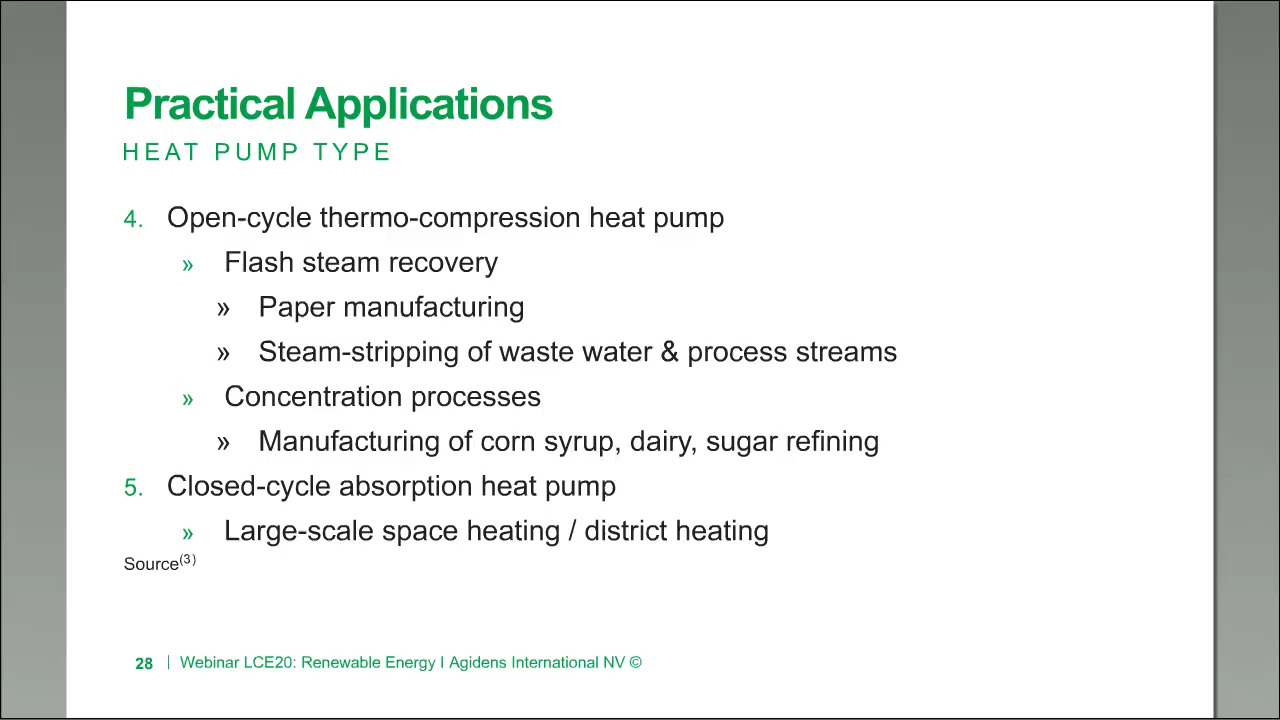 Practical Applications
HEAT PUMP TYPE
4. Open-cycle thermo-compression heat pump
» Flash steam recovery
» Paper manufacturing
» Steam-stripping of waste water & process streams
» Concentration processes
» Manufacturing of corn syrup, dairy, sugar refining
5. Closed-cycle absorption heat pump
» Large-scale space heating / district heating
Source(3)
28 | Webinar LCE20: Renewable Energy I Agidens International NV ©